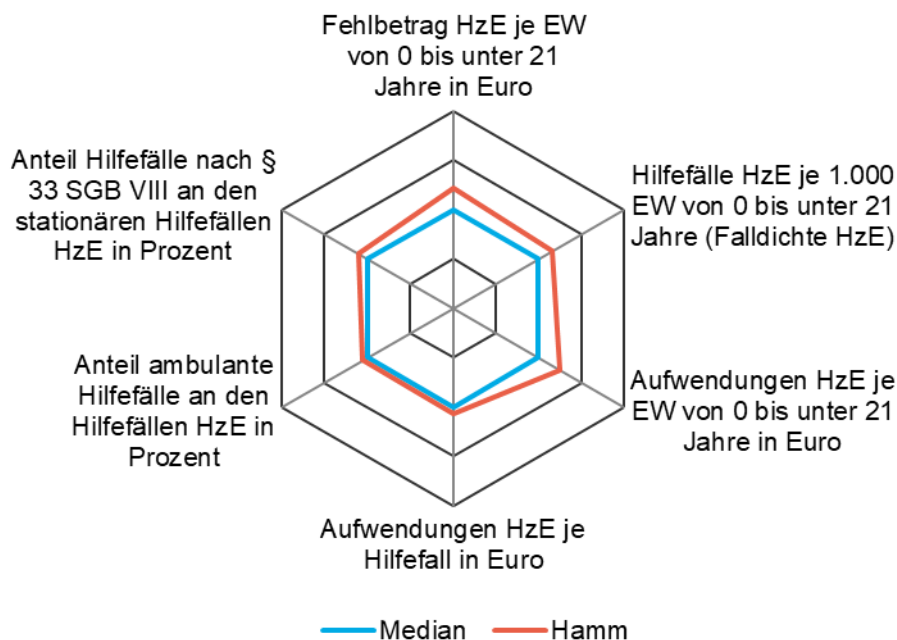 Fehlbetrag HzE je EW
von 0 bis unter 21
Jahre in Euro
Hilfefälle HzE je 1.000
EW von 0 bis unter 21
Jahre (Falldichte HzE)
Aufwendungen HzE je
EW von 0 bis unter 21
Jahre in Euro
Aufwendungen HzE je
Hilfefall in Euro
Anteil ambulante
Hilfefälle an den
Hilfefällen HzE in
Prozent
Anteil Hilfefälle nach §
33 SGB VIII an den
stationären Hilfefällen
HzE in Prozent
Median
Hamm